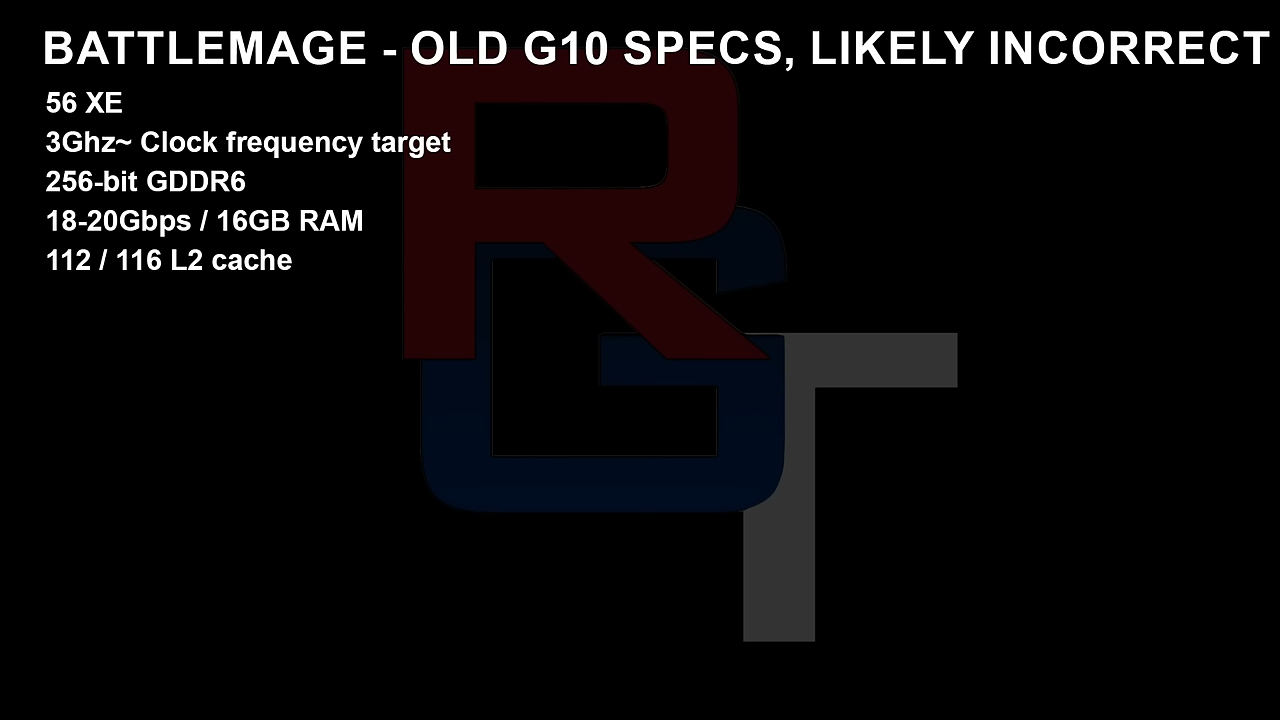 BATTLEMAGE - OLD G10 SPECS, LIKELY INCORRECT
56 XE
3Ghz~ Clock frequency target
256-bit GDDR6
18-20Gbps / 16GB RAM
112 / 116 L2 cache
RGT